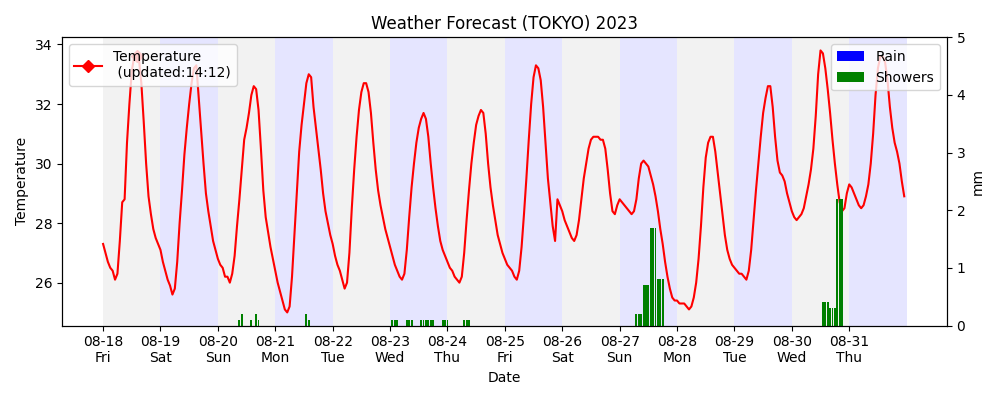 Weather Forecast (TOKYO) 2023
Temperature
(updated:14:12)
Rain
Showers
34
32
30
28
26
Temperature
5
4
3
2
1
0
mm
08-18 08-19 08-20 08-21 08-22 08-23 08-24 08-25 08-26 08-27 08-28 08-29 08-30 08-31
Fri Sat Sun Mon Tue Wed Thu Fri Sat Sun Mon Tue Wed Thu
Date